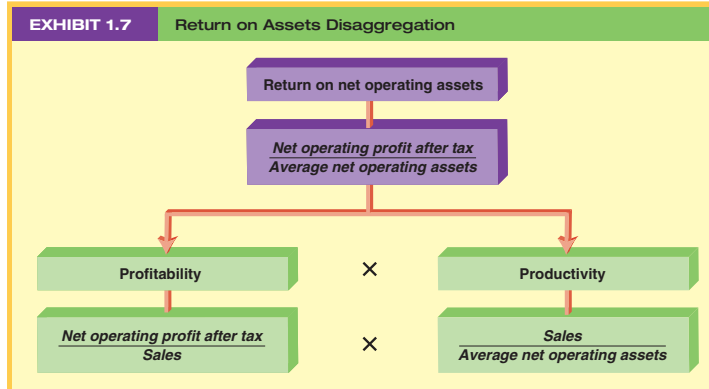 EXHIBIT 1.7 Return on Assets Disaggregation
Return on net operating assets
Net operating profit after tax
Average net operating assets
Profitability × Productivity
Net operating profit after tax
Sales
×
Sales
Average net operating assets